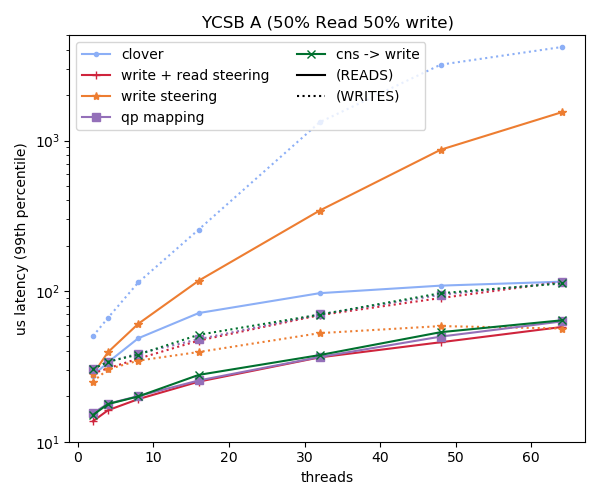 YCSB A (50% Read 50% write)
clover
write + read steering
write steering
qp mapping
cns -> write
(READS)
(WRITES)
us latency (99th percentile)
10³
10²
10¹
0 10 20 30 40 50 60
threads